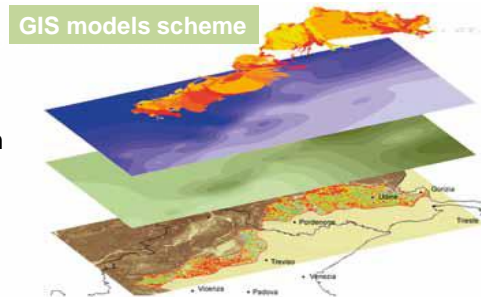 GIS models scheme
n
Gorizia
Udine
Pordenone
Trieste
Treviso
Venezia
Vicenza
Padova